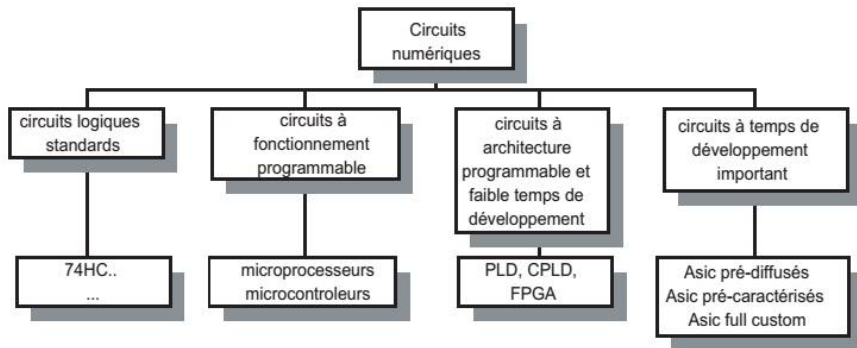 Circuits
numériques
circuits logiques
standards
circuits à
fonctionnement
programmable
circuits à
architecture
programmable et
faible temps de
développement
circuits à temps de
développement
important
74HC..
...
microprocesseurs
microcontroleurs
PLD, CPLD,
FPGA
Asic pré-diffusés
Asic pré-caractérisés
Asic full custom